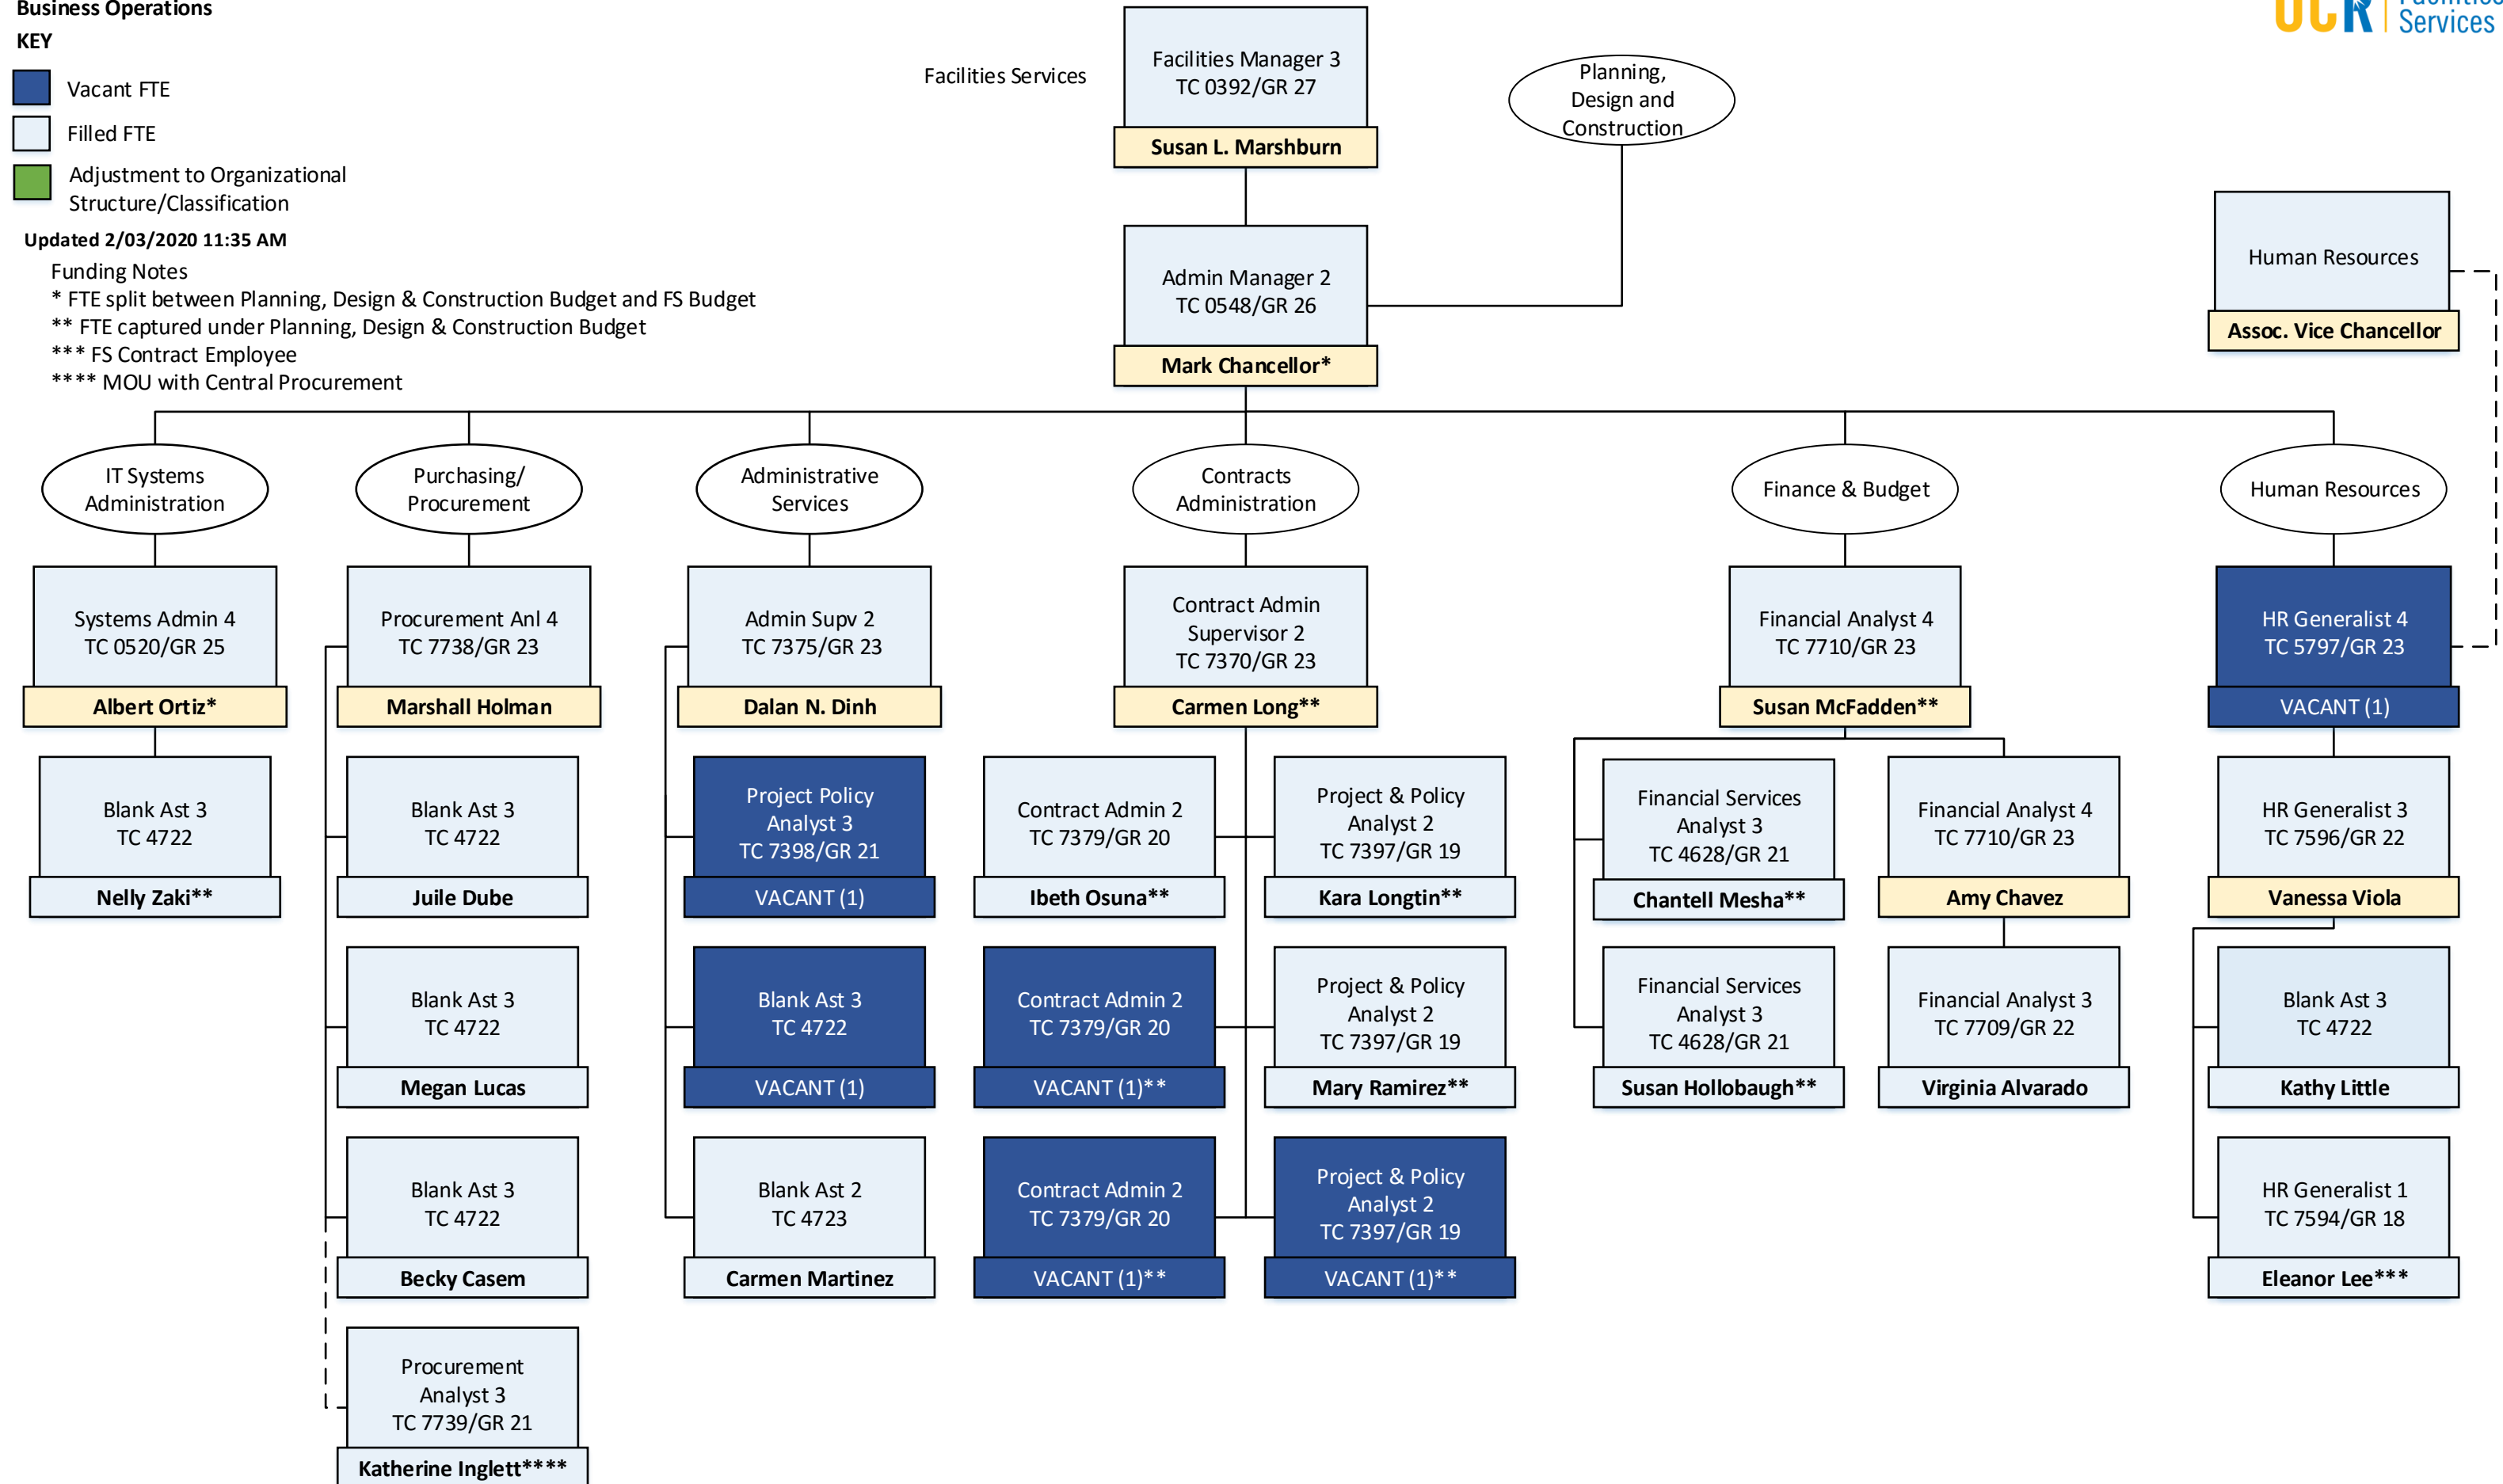 Business Operations
KEY
Vacant FTE
Filled FTE
Adjustment to Organizational
Structure/Classification
Updated 2/03/2020 11:35 AM
Funding Notes
* FTE split between Planning, Design & Construction Budget and FS Budget
** FTE captured under Planning, Design & Construction Budget
*** FS Contract Employee
**** MOU with Central Procurement
Facilities Services
Facilities Manager 3
TC 0392/GR 27
Susan L. Marshburn
Planning,
Design and
Construction
UCR
Facilities
Services
Admin Manager 2
TC 0548/GR 26
Mark Chancellor*
Human Resources
Assoc. Vice Chancellor
IT Systems
Administration
Systems Admin 4
TC 0520/GR 25
Albert Ortiz*
Blank Ast 3
TC 4722
Nelly Zaki**
Purchasing/
Procurement
Procurement Anl 4
TC 7738/GR 23
Marshall Holman
Blank Ast 3
TC 4722
Juile Dube
Blank Ast 3
TC 4722
Megan Lucas
Blank Ast 3
TC 4722
Becky Casem
Procurement
Analyst 3
TC 7739/GR 21
Katherine Inglett****
Administrative
Services
Admin Supv 2
TC 7375/GR 23
Dalan N. Dinh
Project Policy
Analyst 3
TC 7398/GR 21
VACANT (1)
Blank Ast 3
TC 4722
VACANT (1)
Blank Ast 2
TC 4723
Carmen Martinez
Contracts
Administration
Contract Admin
Supervisor 2
TC 7370/GR 23
Carmen Long**
Contract Admin 2
TC 7379/GR 20
Ibeth Osuna**
Contract Admin 2
TC 7379/GR 20
VACANT (1)**
Contract Admin 2
TC 7379/GR 20
VACANT (1)**
Project & Policy
Analyst 2
TC 7397/GR 19
Kara Longtin**
Project & Policy
Analyst 2
TC 7397/GR 19
Mary Ramirez**
Project & Policy
Analyst 2
TC 7397/GR 19
VACANT (1)**
Finance & Budget
Financial Analyst 4
TC 7710/GR 23
Susan McFadden**
Financial Services
Analyst 3
TC 4628/GR 21
Chantell Mesha**
Financial Services
Analyst 3
TC 4628/GR 21
Susan Hollobaugh**
Financial Analyst 4
TC 7710/GR 23
Amy Chavez
Financial Analyst 3
TC 7709/GR 22
Virginia Alvarado
Human Resources
HR Generalist 4
TC 5797/GR 23
VACANT (1)
HR Generalist 3
TC 7596/GR 22
Vanessa Viola
Blank Ast 3
TC 4722
Kathy Little
HR Generalist 1
TC 7594/GR 18
Eleanor Lee***